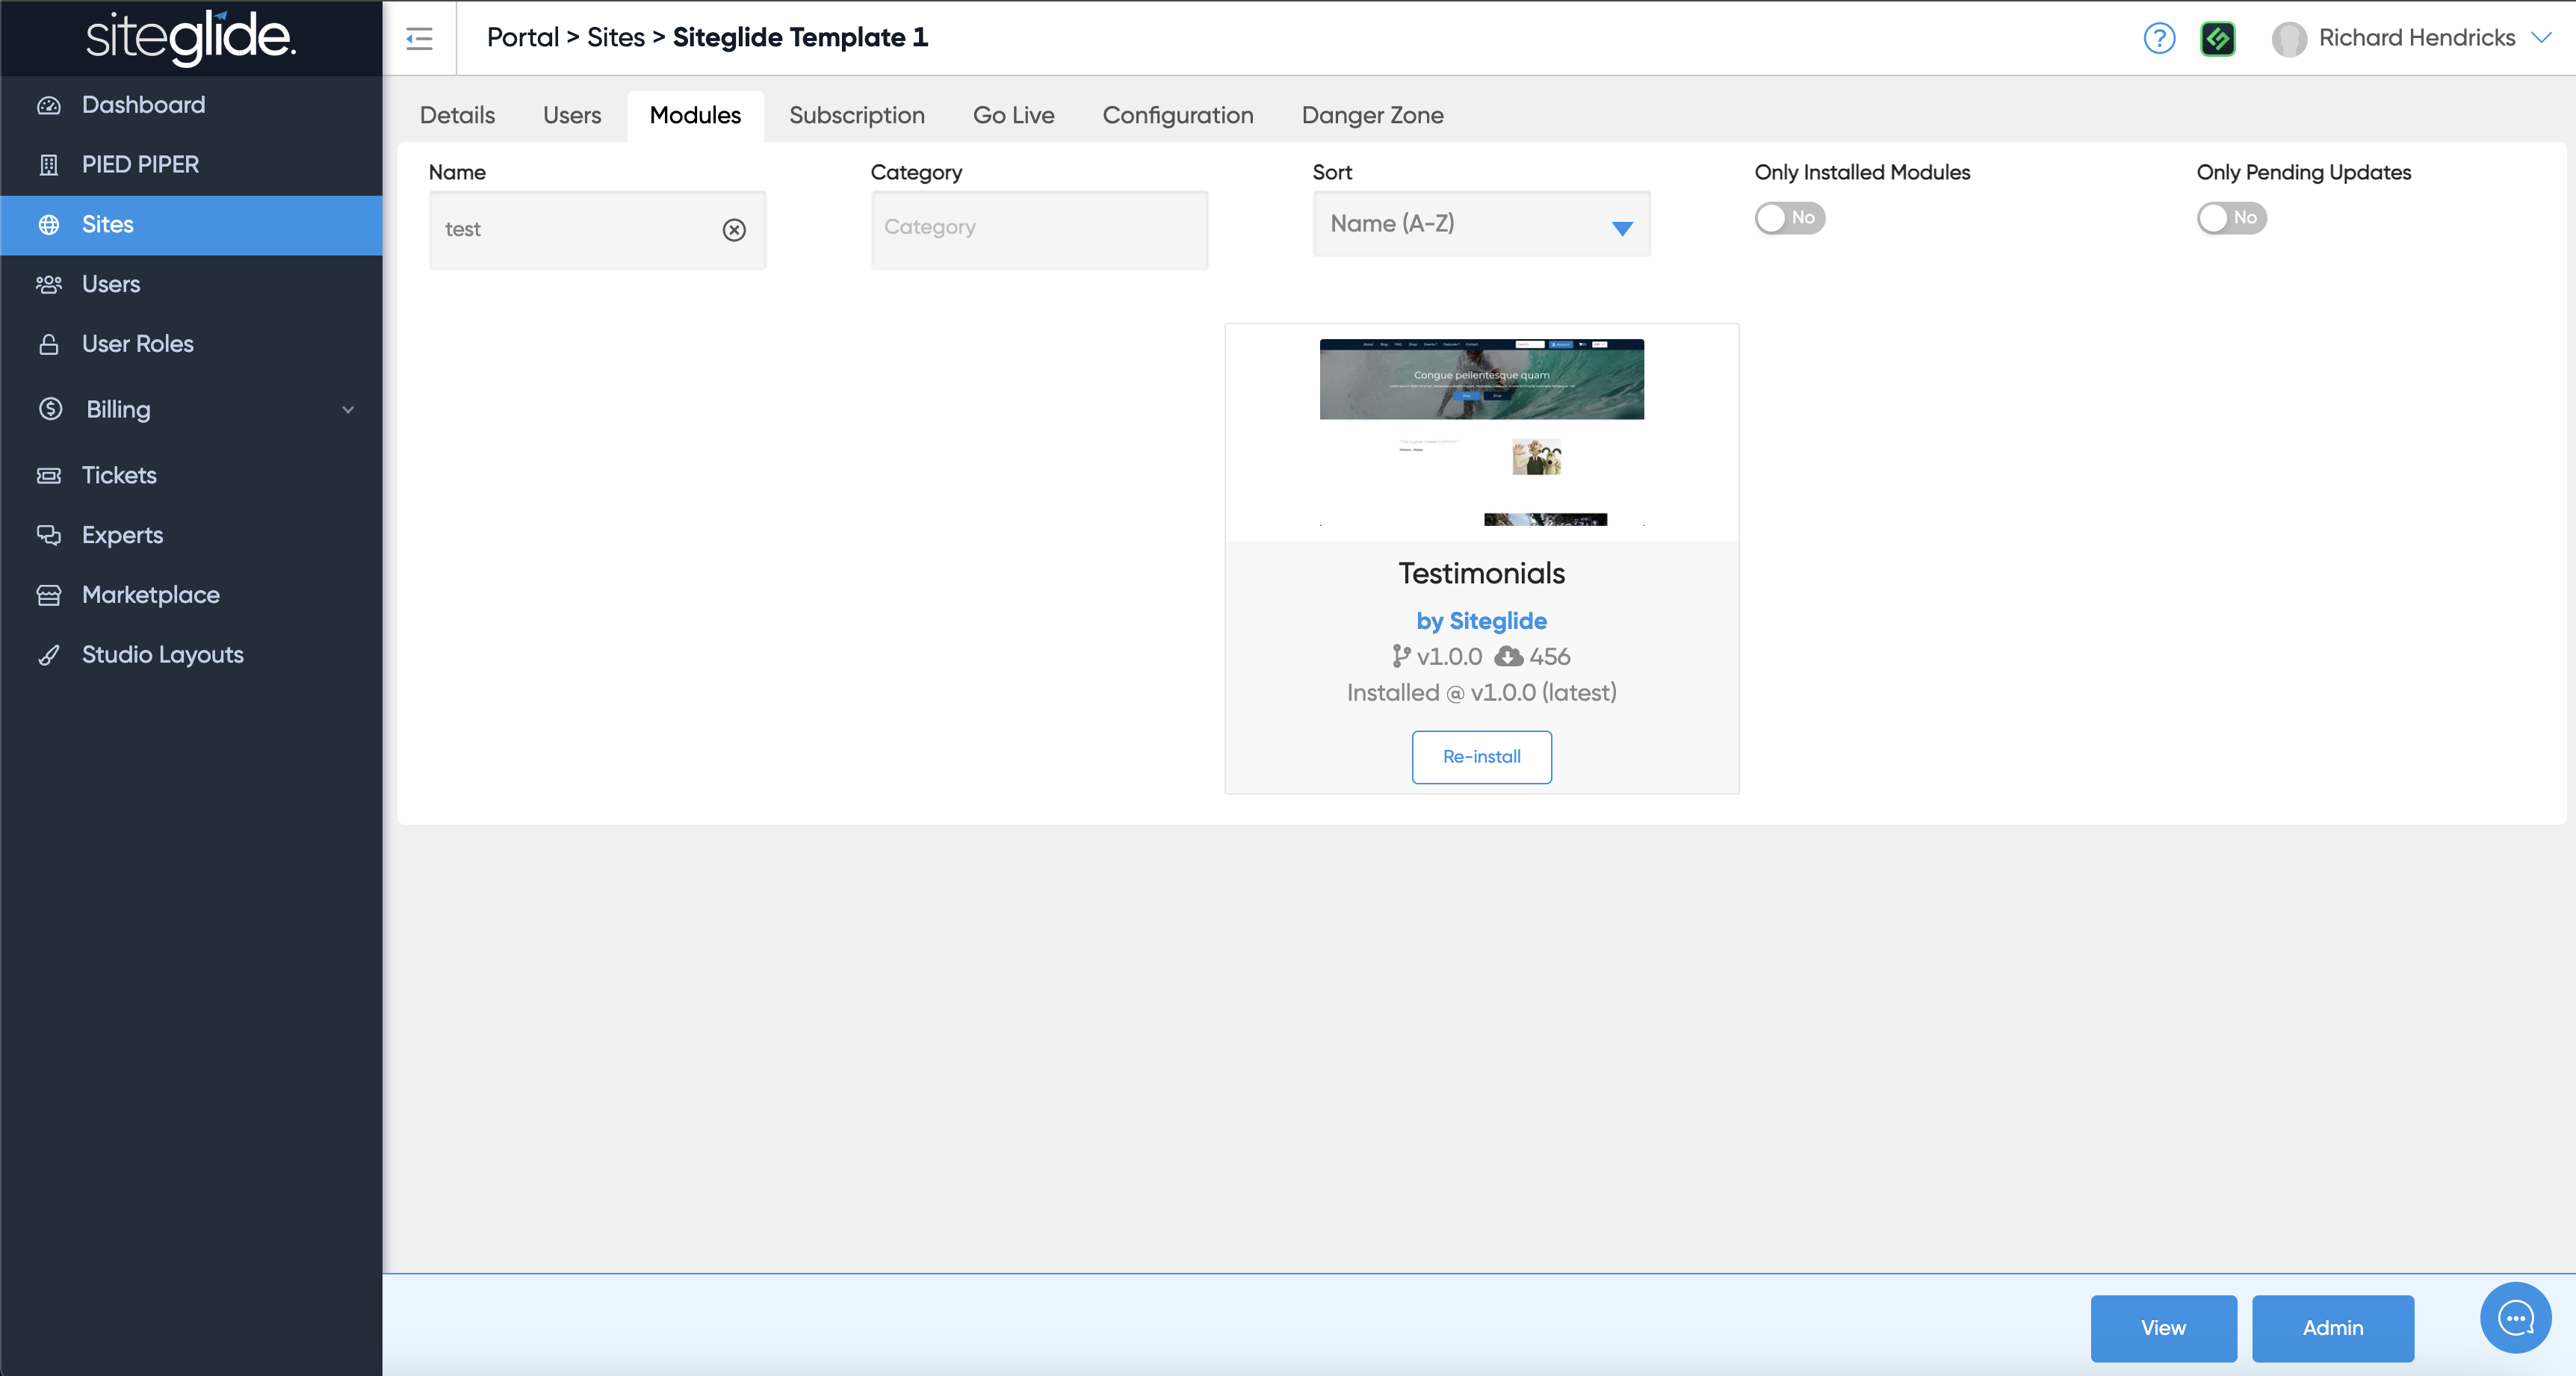 siteglide.
Portal > Sites > Siteglide Template 1
Richard Hendricks
Dashboard
PIED PIPER
Sites
Users
User Roles
Billing
Tickets
Experts
Marketplace
Studio Layouts
Details
Users
Modules
Subscription
Go Live
Configuration
Danger Zone
Name
Category
Sort
Only Installed Modules
Only Pending Updates
test
Category
Name (A-Z)
No
No
Congue pellentesque quam
Testimonials
by Siteglide
v1.0.0 456
Installed @ v1.0.0 (latest)
Re-install
View
Admin